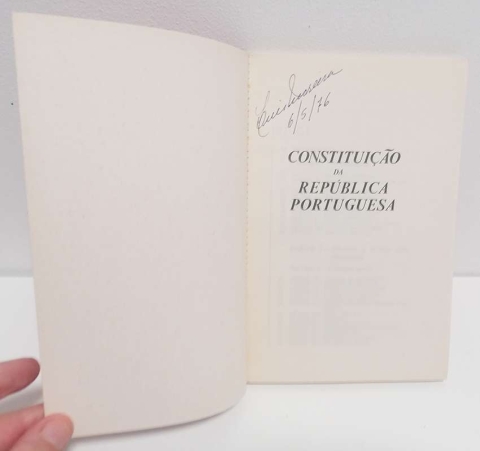 6/5/76
CONSTITUIÇÃO
DA
REPÚBLICA
PORTUGUESA